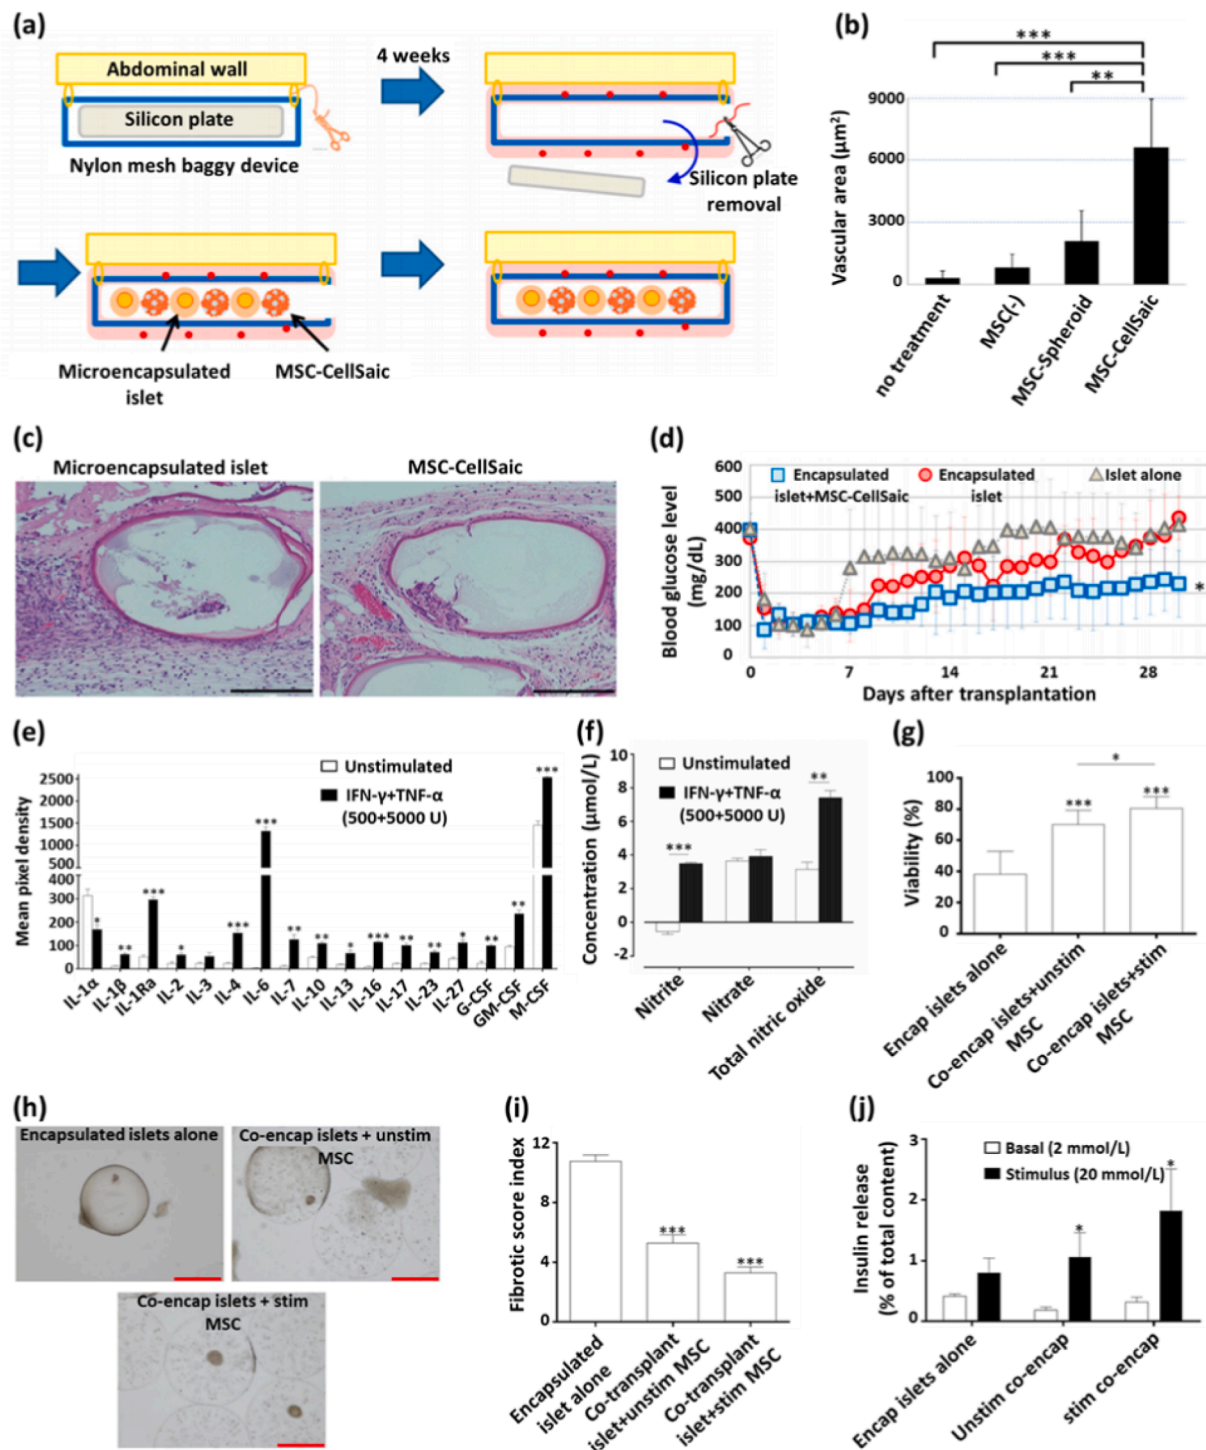 (a)
Abdominal wall
Silicon plate
Nylon mesh baggy device
4 weeks
Silicon plate
removal
Microencapsulated
islet
MSC-CellSaic
(b)
***
***
**
Vascular area (µm²)
9000
6000
3000
0
no treatment
MSC(-)
MSC-Spheroid
MSC-CellSaic
(c)
Microencapsulated islet
MSC-CellSaic
(d)
Blood glucose level
(mg/dL)
600
500
400
300
200
100
0
Encapsulated
islet+MSC-CellSaic
Encapsulated
islet
Islet alone
*
0
7
14
21
28
Days after transplantation
(e)
Mean pixel density
2500
2000
1500
1000
500
400
300
200
100
0
Unstimulated
IFN-γ+TNF-α
(500+5000 U)
*
**
***
*
***
***
**
**
*
***
**
**
*
**
**
***
IL-1α
IL-1β
IL-1Ra
IL-2
IL-3
IL-4
IL-6
IL-7
IL-10
IL-13
IL-16
IL-17
IL-23
IL-27
G-CSF
GM-CSF
M-CSF
(f)
Concentration (µmol/L)
10
8
6
4
2
0
-2
Unstimulated
IFN-γ+TNF-α
(500+5000 U)
***
**
Nitrite
Nitrate
Total nitric oxide
(g)
Viability (%)
100
80
60
40
20
0
*
***
***
Encap islets alone
Co-encap islets+unstim
MSC
Co-encap islets+stim
MSC
(h)
Encapsulated islets alone
Co-encap islets + unstim
MSC
Co-encap islets + stim
MSC
(i)
Fibrotic score index
12
8
4
0
***
***
Encapsulated
islet alone
Co-transplant
islet+unstim MSC
Co-transplant
islet+stim MSC
(j)
Insulin release
(% of total content)
3
2
1
0
Basal (2 mmol/L)
Stimulus (20 mmol/L)
*
*
Encap islets alone
Unstim co-encap
stim co-encap